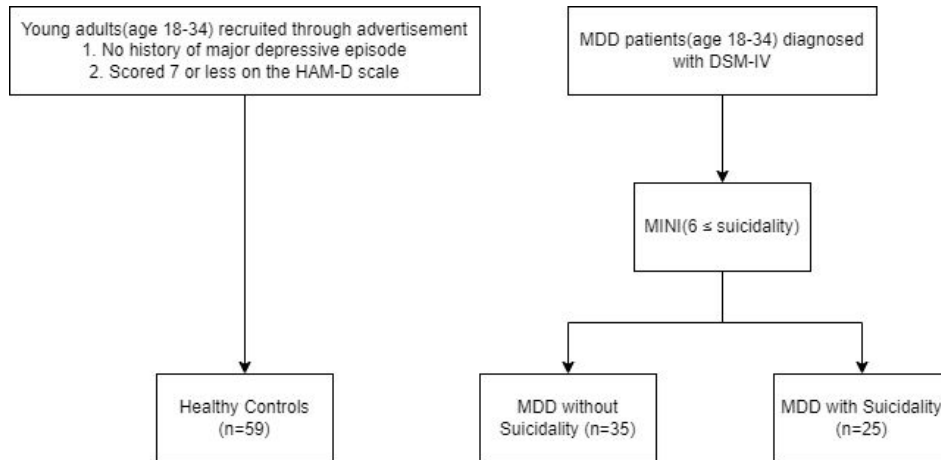 Young adults(age 18-34) recruited through advertisement
1. No history of major depressive episode
2. Scored 7 or less on the HAM-D scale
MDD patients(age 18-34) diagnosed
with DSM-IV
MINI(6 ≤ suicidality)
Healthy Controls
(n=59)
MDD without
Suicidality (n=35)
MDD with Suicidality
(n=25)